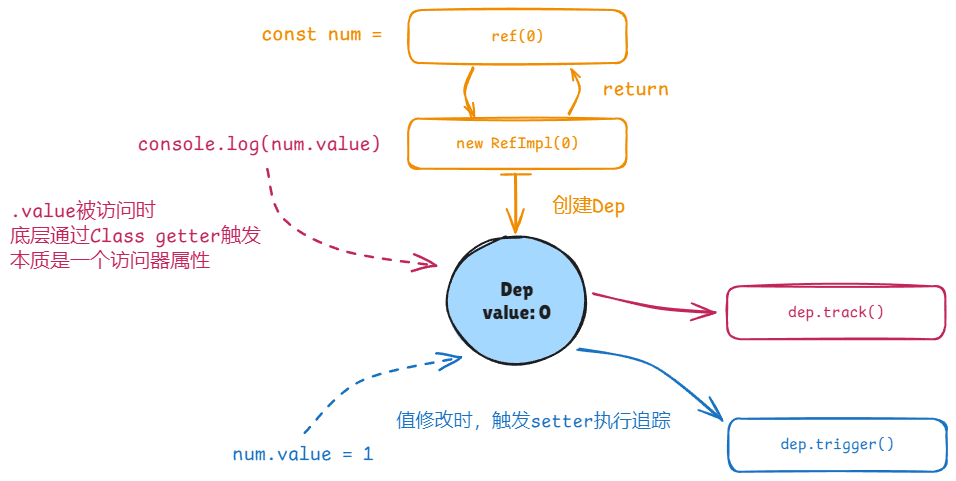 const num =
ref(0)
return
new RefImpl(0)
console.log(num.value)
创建Dep
.value被访问时
底层通过Class getter触发
本质是一个访问器属性
Dep
value: 0
dep.track()
值修改时，触发setter执行追踪
num.value = 1
dep.trigger()